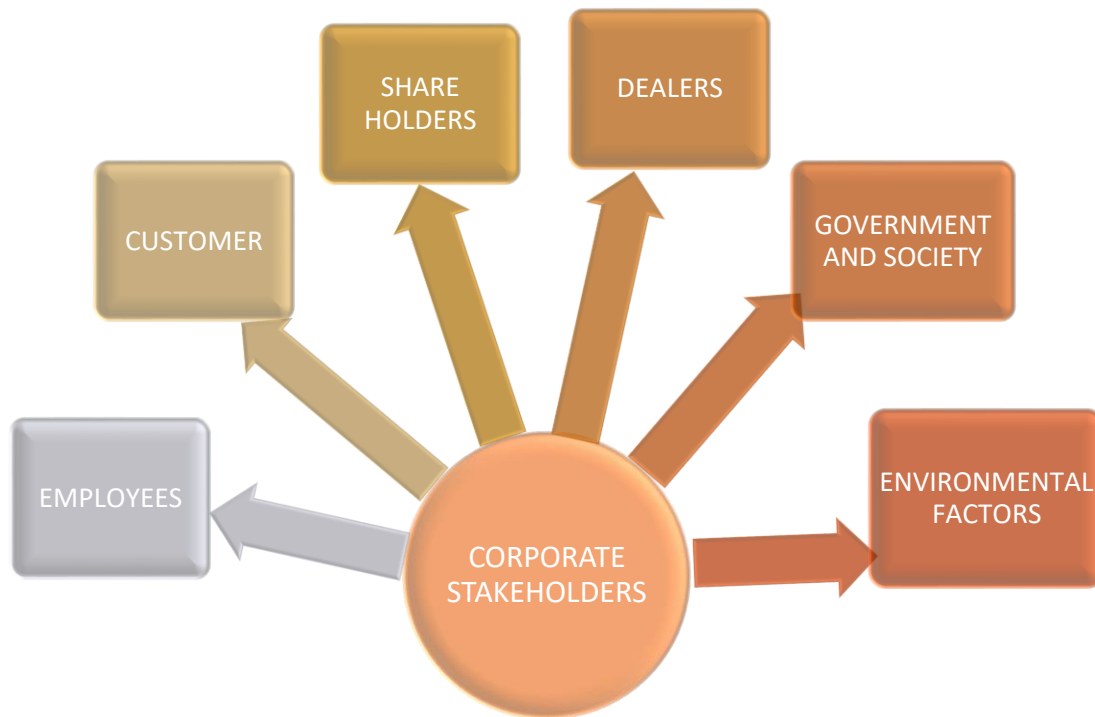 SHARE
HOLDERS
DEALERS
CUSTOMER
GOVERNMENT
AND SOCIETY
EMPLOYEES
ENVIRONMENTAL
FACTORS
CORPORATE
STAKEHOLDERS